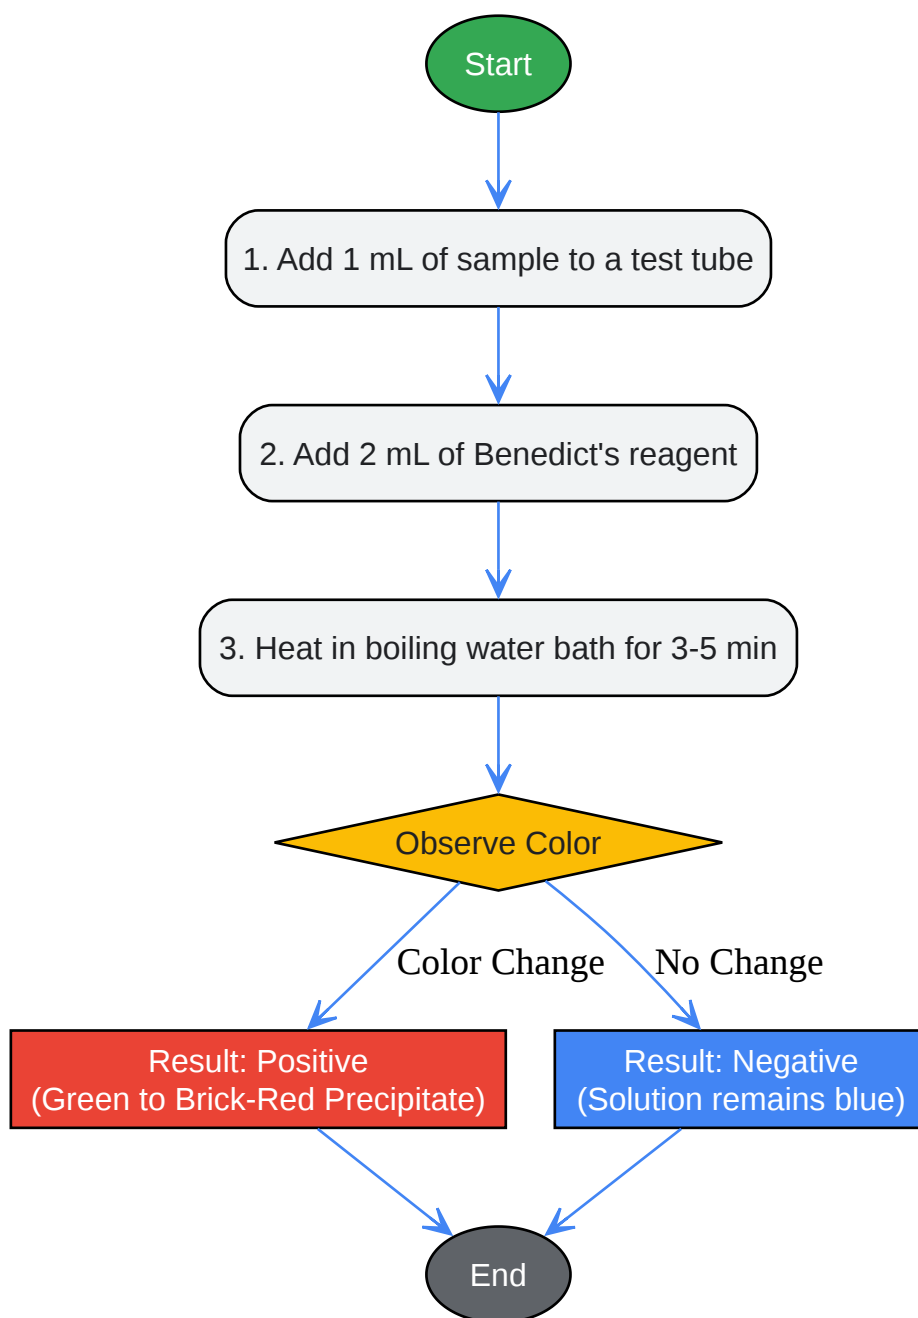 Start
1. Add 1 mL of sample to a test tube
2. Add 2 mL of Benedict's reagent
3. Heat in boiling water bath for 3-5 min
Observe Color
Color Change
No Change
Result: Positive
(Green to Brick-Red Precipitate)
Result: Negative
(Solution remains blue)
End